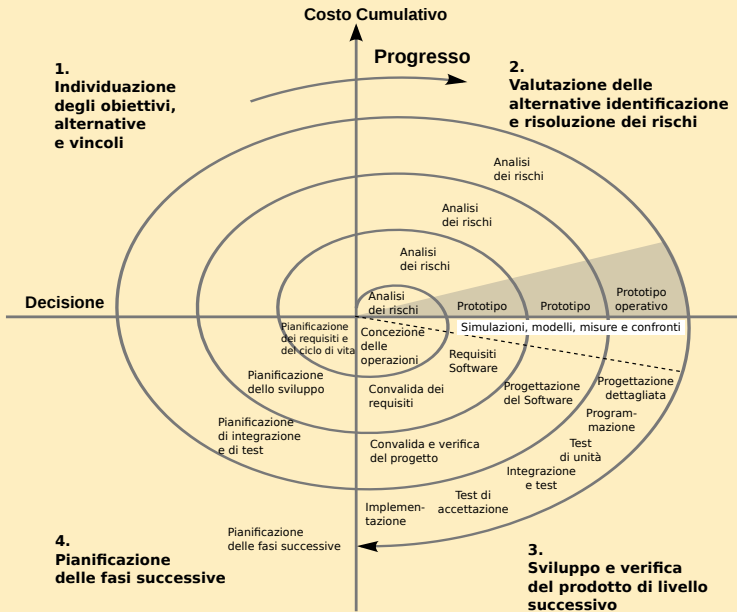 Costo Cumulativo
Progresso
1.
Individuazione
degli obiettivi,
alternative
e vincoli
2.
Valutazione delle
alternative identificazione
e risoluzione dei rischi
Analisi
dei rischi
Analisi
dei rischi
Analisi
dei rischi
Analisi
dei rischi
Prototipo
Prototipo
Prototipo
operativo
Decisione
Simulazioni, modelli, misure e confronti
Pianificazione
dei requisiti e
del ciclo di vita
Concezione
delle
operazioni
Requisiti
Software
Progettazione
del Software
Progettazione
dettagliata
Pianificazione
dello sviluppo
Convalida dei
requisiti
Program-
mazione
Pianificazione
di integrazione
e di test
Convalida e verifica
del progetto
Test
di unità
Integrazione
e test
Test di
accettazione
Implemen-
tazione
Pianificazione
delle fasi successive
4.
Pianificazione
delle fasi successive
3.
Sviluppo e verifica
del prodotto di livello
successivo